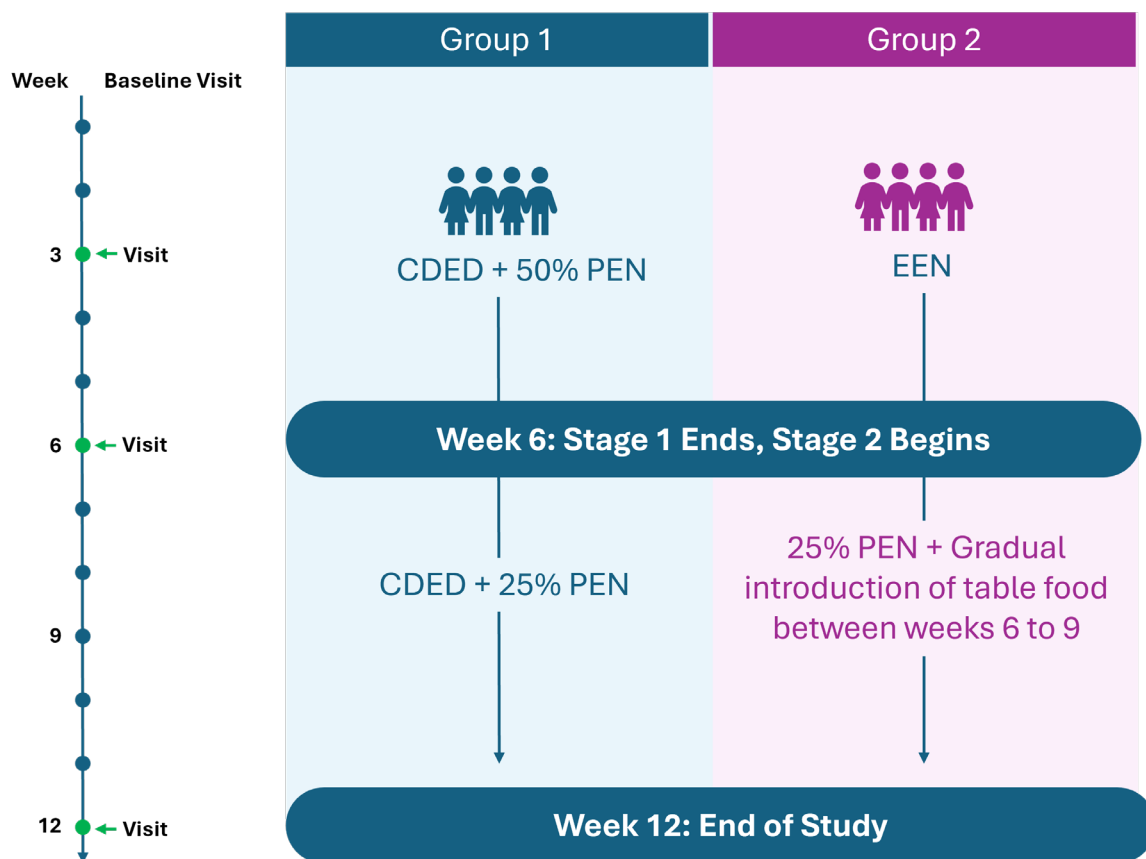 Group 1
Group 2
Week
Baseline Visit
3
Visit
CDED + 50% PEN
EEN
6
Visit
Week 6: Stage 1 Ends, Stage 2 Begins
CDED + 25% PEN
25% PEN + Gradual
introduction of table food
between weeks 6 to 9
9
12
Visit
Week 12: End of Study